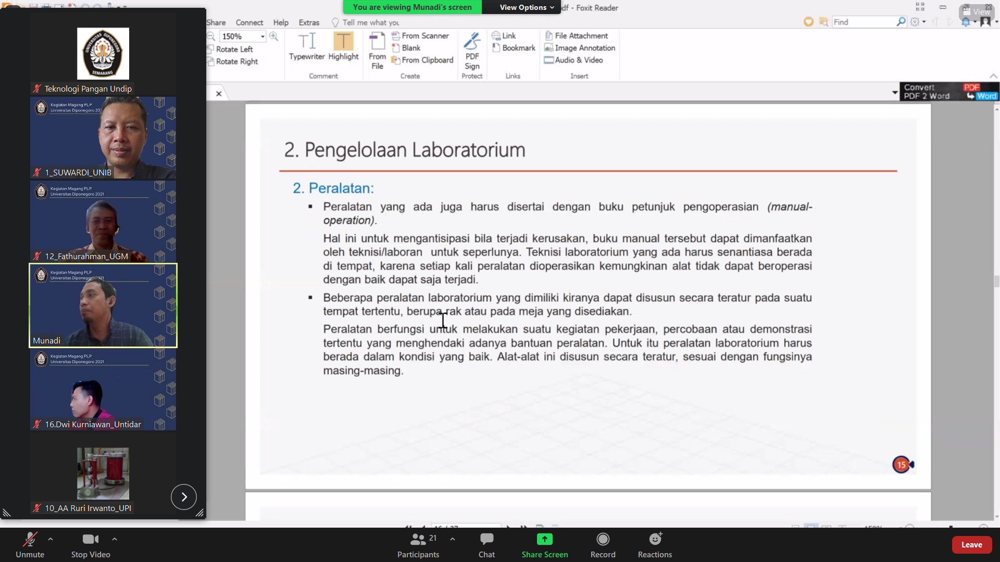 You are viewing Munadi's screen
View Options
df - Foxit Reader
View
Share
Connect
Help
Extras
Tell me what you
Find
150%
Rotate Left
Rotate Right
Typewriter
Highlight
Comment
From
File
From Scanner
Blank
From Clipboard
Create
PDF
Sign
Protect
Link
Bookmark
Links
File Attachment
Image Annotation
Audio & Video
Insert
Convert
PDF 2 Word
PDF
Word
UNIVERSITAS DIPONEGORO
SEMARANG
Teknologi Pangan Undip
Kegiatan Magang PLP
Universitas Diponegoro 202
1_SUWARDI_UNIB
Kegiatan Magang PLP
Universitas Diponegoro 2021
12_Fathurahman_UGM
Kegiatan Magang PLP
Universitas Diponegoro 2021
Munadi
Kegiatan Magang PLP
Universitas Diponegoro 2021
16.Dwi Kurniawan_Untidar
10_AA Ruri Irwanto_UPI
2. Pengelolaan Laboratorium
2. Peralatan:
▪ Peralatan yang ada juga harus disertai dengan buku petunjuk pengoperasian (manual-
operation).
Hal ini untuk mengantisipasi bila terjadi kerusakan, buku manual tersebut dapat dimanfaatkan
oleh teknisi/laboran untuk seperlunya. Teknisi laboratorium yang ada harus senantiasa berada
di tempat, karena setiap kali peralatan dioperasikan kemungkinan alat tidak dapat beroperasi
dengan baik dapat saja terjadi.
▪ Beberapa peralatan laboratorium yang dimiliki kiranya dapat disusun secara teratur pada suatu
tempat tertentu, berupa rak atau pada meja yang disediakan.
Peralatan berfungsi untuk melakukan suatu kegiatan pekerjaan, percobaan atau demonstrasi
tertentu yang menghendaki adanya bantuan peralatan. Untuk itu peralatan laboratorium harus
berada dalam kondisi yang baik. Alat-alat ini disusun secara teratur, sesuai dengan fungsinya
masing-masing.
15
Unmute
Stop Video
21
Participants
Chat
Share Screen
Record
Reactions
Leave